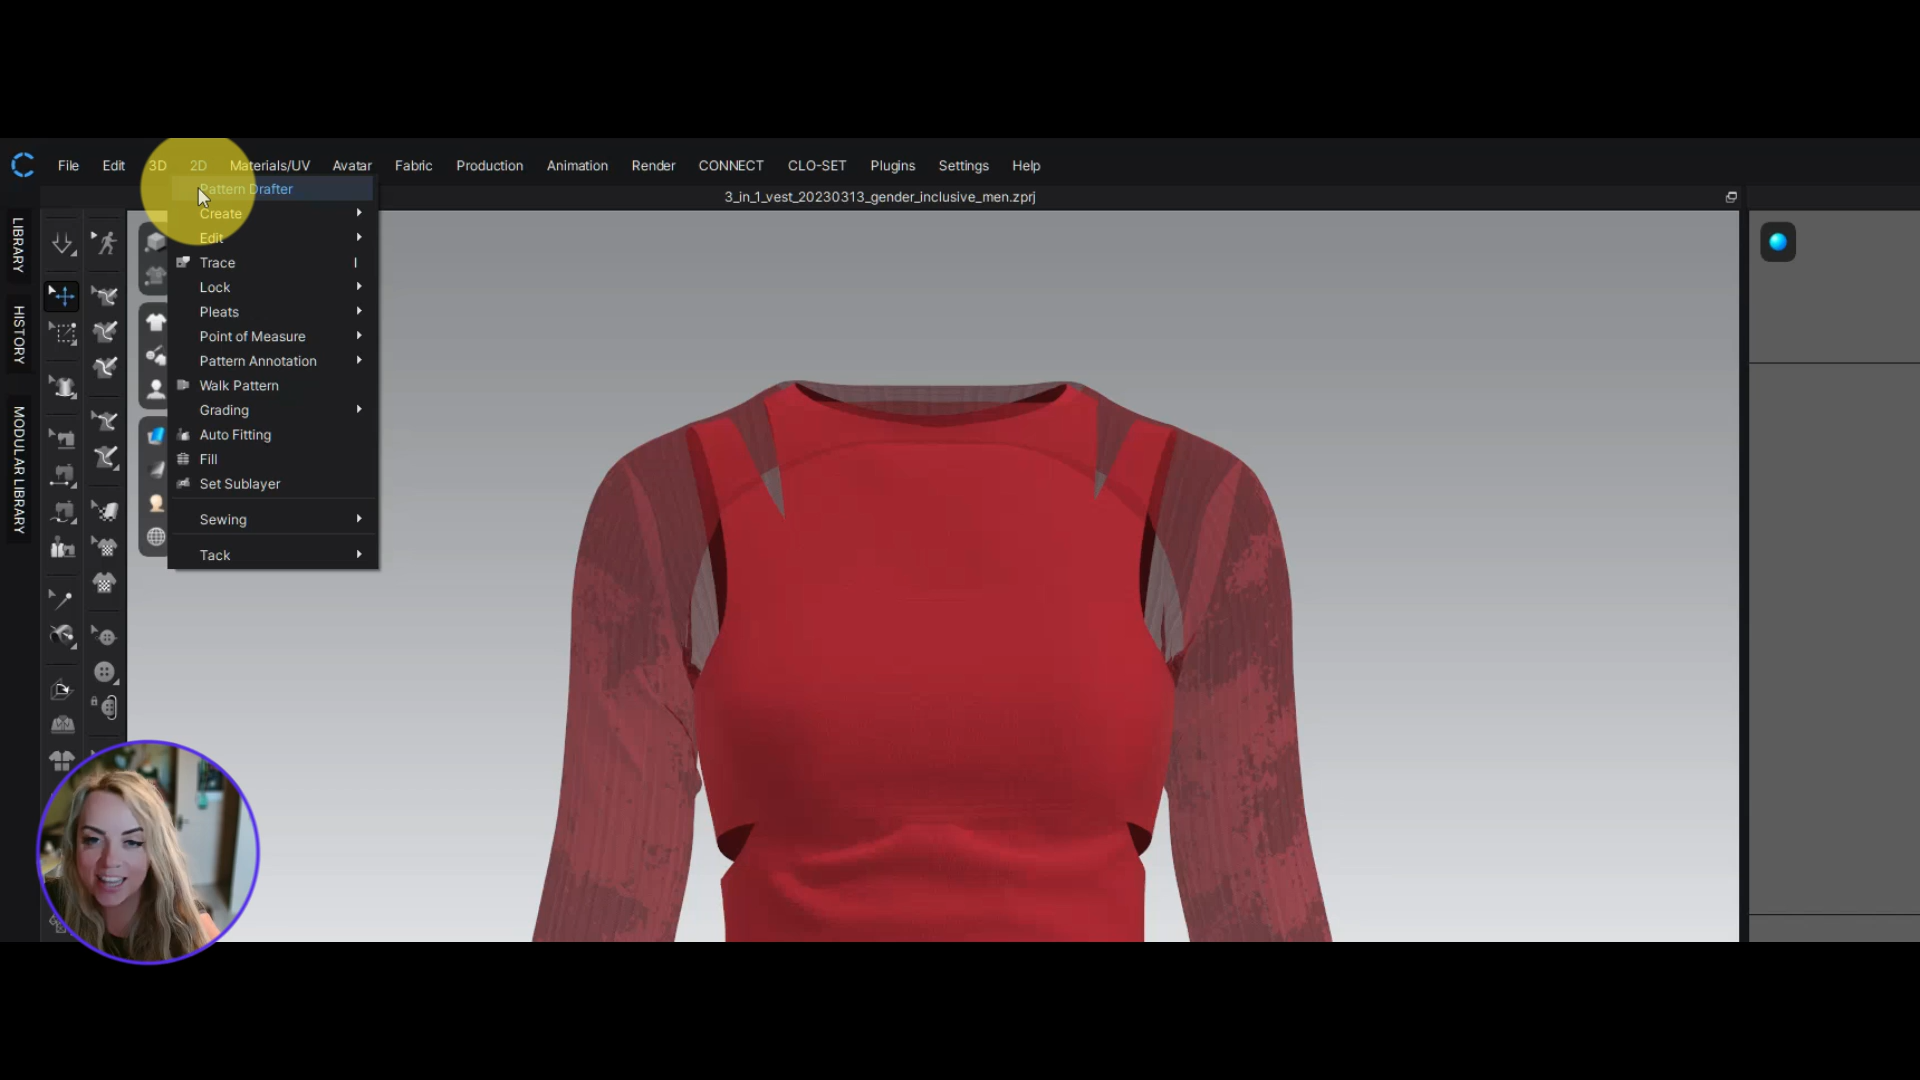 File Edit 3D 2D Materials/UV Avatar Fabric Production Animation Render CONNECT CLO-SET Plugins Settings Help
3_in_1_vest_20230313_gender_inclusive_men.zprj
LIBRARY
HISTORY
MODULAR LIBRARY
Pattern Drafter
Create
Edit
Trace I
Lock
Pleats
Point of Measure
Pattern Annotation
Walk Pattern
Grading
Auto Fitting
Fill
Set Sublayer
Sewing
Tack